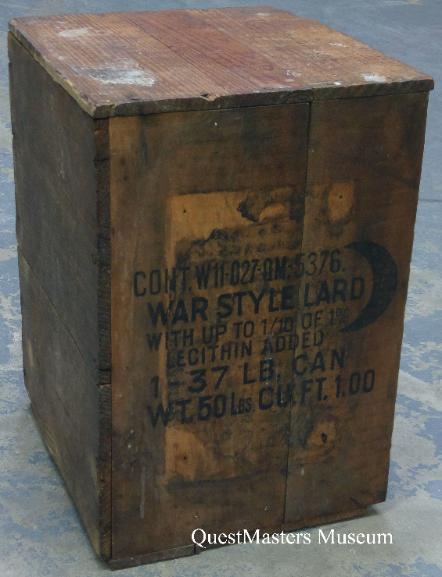 CONT. W11-027-QM-5376.
WAR STYLE LARD
WITH UP TO 1/10 OF 1%
LECITHIN ADDED
1-37 LB. CAN
WT. 50 LBS. CU. FT. 1.00
QuestMasters Museum